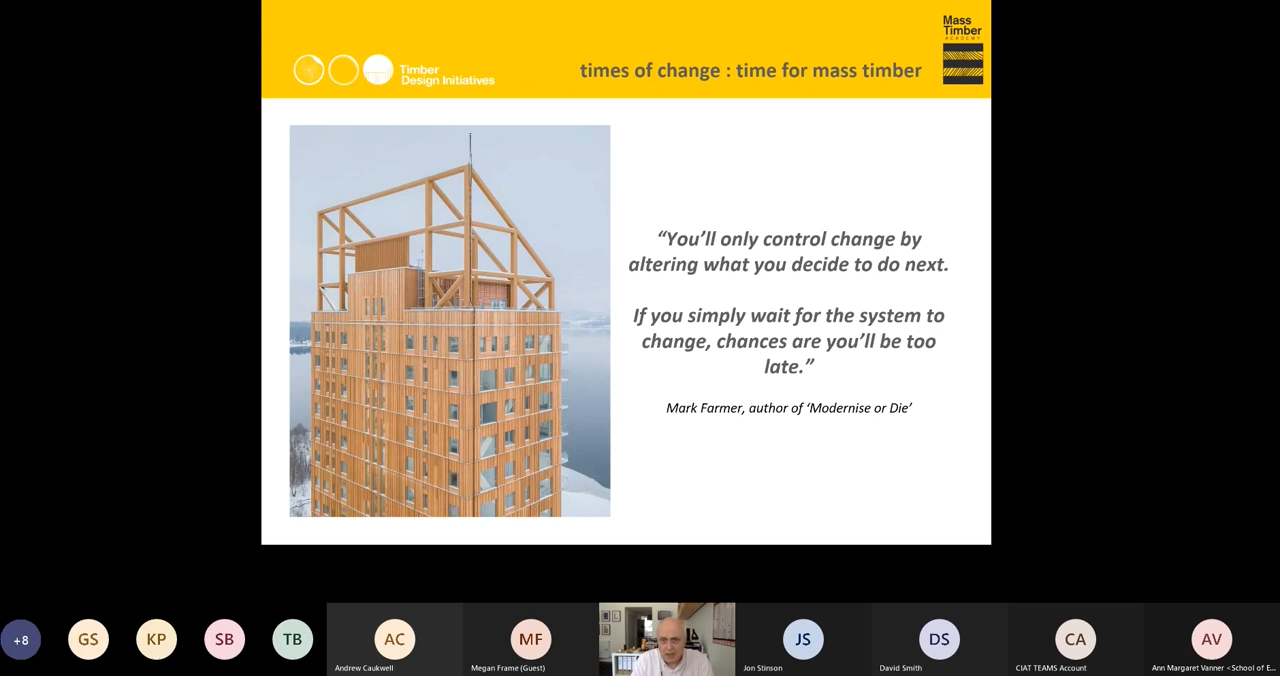 Mass
Timber
ACADEMY
Timber
Design Initiatives
times of change : time for mass timber
“You’ll only control change by
altering what you decide to do next.
If you simply wait for the system to
change, chances are you’ll be too
late.”
Mark Farmer, author of ‘Modernise or Die’
+8
GS
KP
SB
TB
AC
MF
JS
DS
CA
AV
Andrew Caukwell
Megan Frame (Guest)
Jon Stinson
David Smith
CIAT TEAMS Account
Ann Margaret Vanner <School of E...